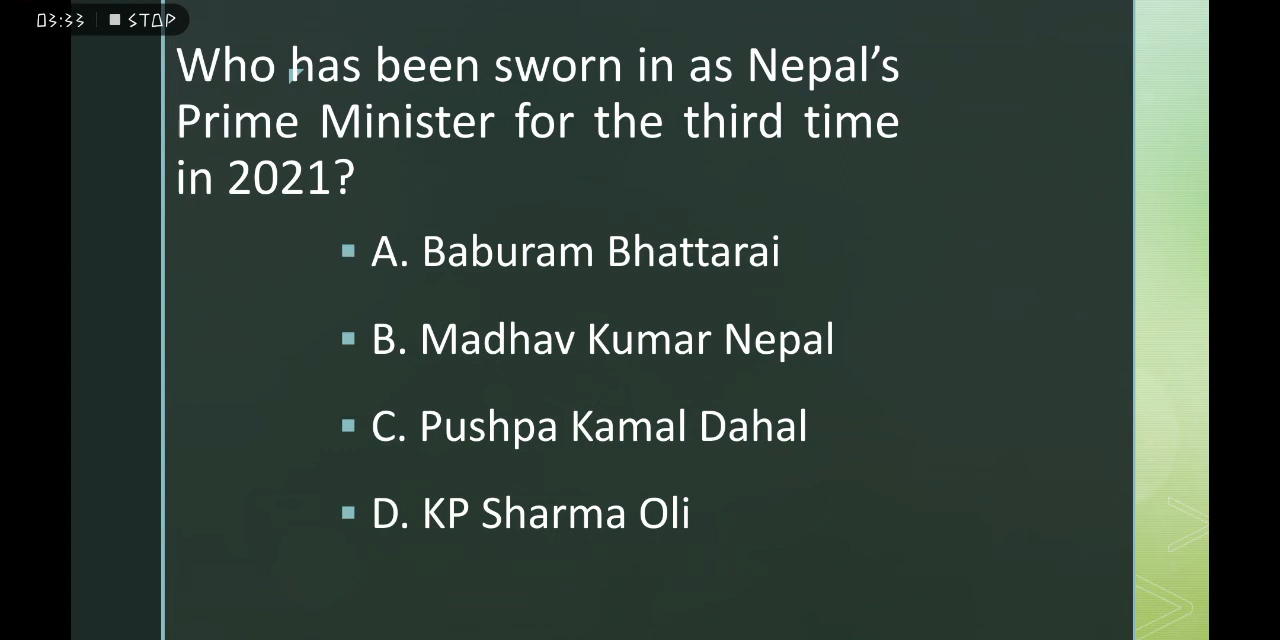 03:33 STOP
Who has been sworn in as Nepal’s
Prime Minister for the third time
in 2021?
A. Baburam Bhattarai
B. Madhav Kumar Nepal
C. Pushpa Kamal Dahal
D. KP Sharma Oli